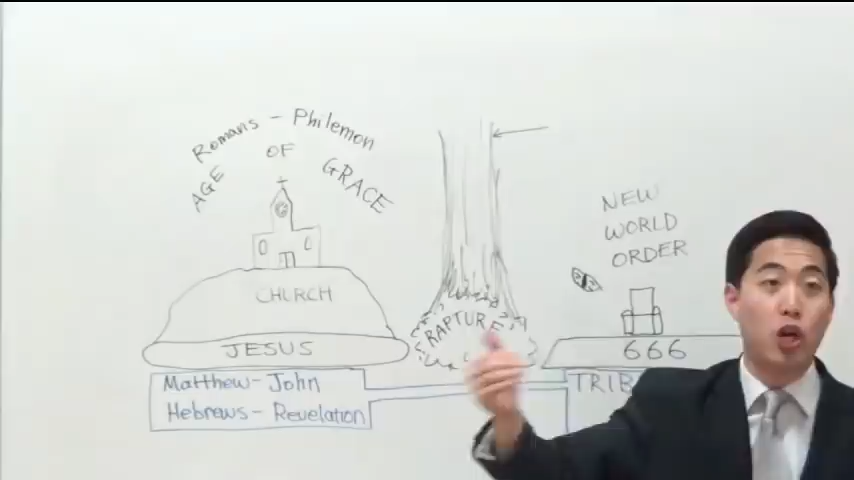 Romans - Philemon
AGE OF GRACE
CHURCH
JESUS
Matthew - John
Hebrews - Revelation
RAPTURE
NEW
WORLD
ORDER
666
TRIB